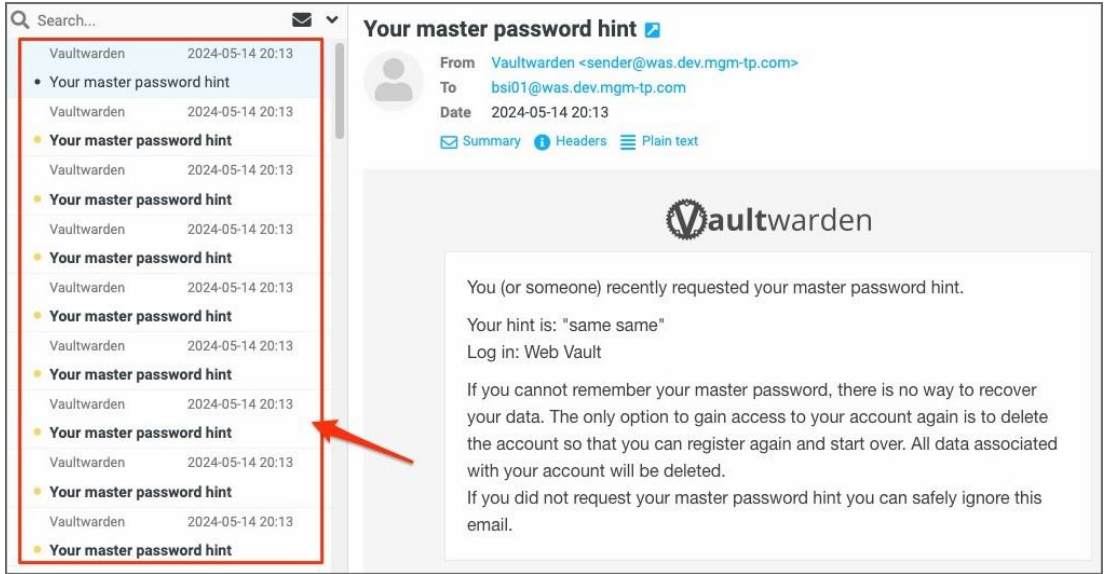 Search...
Vaultwarden 2024-05-14 20:13
Your master password hint
Vaultwarden 2024-05-14 20:13
Your master password hint
Vaultwarden 2024-05-14 20:13
Your master password hint
Vaultwarden 2024-05-14 20:13
Your master password hint
Vaultwarden 2024-05-14 20:13
Your master password hint
Vaultwarden 2024-05-14 20:13
Your master password hint
Vaultwarden 2024-05-14 20:13
Your master password hint
Vaultwarden 2024-05-14 20:13
Your master password hint
Vaultwarden 2024-05-14 20:13
Your master password hint
Your master password hint
From Vaultwarden <sender@was.dev.mgm-tp.com>
To bsi01@was.dev.mgm-tp.com
Date 2024-05-14 20:13
Summary Headers Plain text
Vaultwarden
You (or someone) recently requested your master password hint.
Your hint is: "same same"
Log in: Web Vault
If you cannot remember your master password, there is no way to recover
your data. The only option to gain access to your account again is to delete
the account so that you can register again and start over. All data associated
with your account will be deleted.
If you did not request your master password hint you can safely ignore this
email.